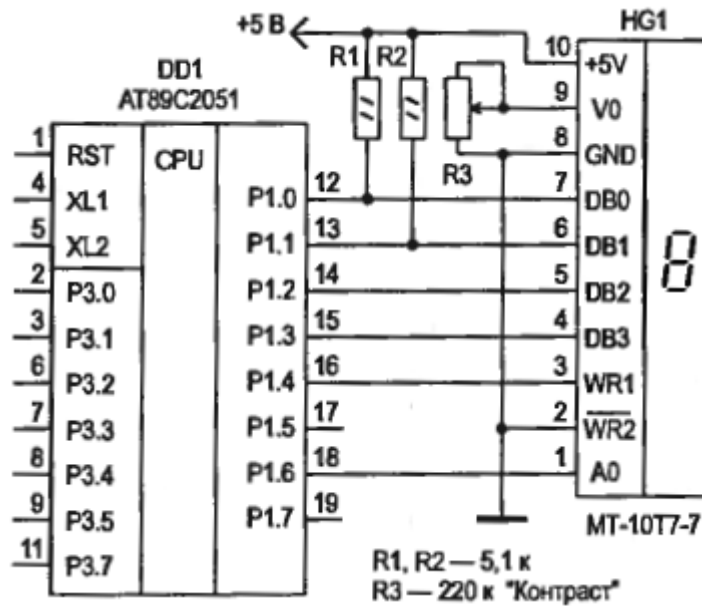 +5 В
HG1
DD1
AT89C2051
R1
R2
R3
CPU
1 RST
4 XL1
5 XL2
2 P3.0
3 P3.1
6 P3.2
7 P3.3
8 P3.4
9 P3.5
11 P3.7
P1.0 12
P1.1 13
P1.2 14
P1.3 15
P1.4 16
P1.5 17
P1.6 18
P1.7 19
10 +5V
9 V0
8 GND
7 DB0
6 DB1
5 DB2
4 DB3
3 WR1
2 WR2
1 A0
8
MT-10T7-7
R1, R2 — 5,1 к
R3 — 220 к "Контраст"